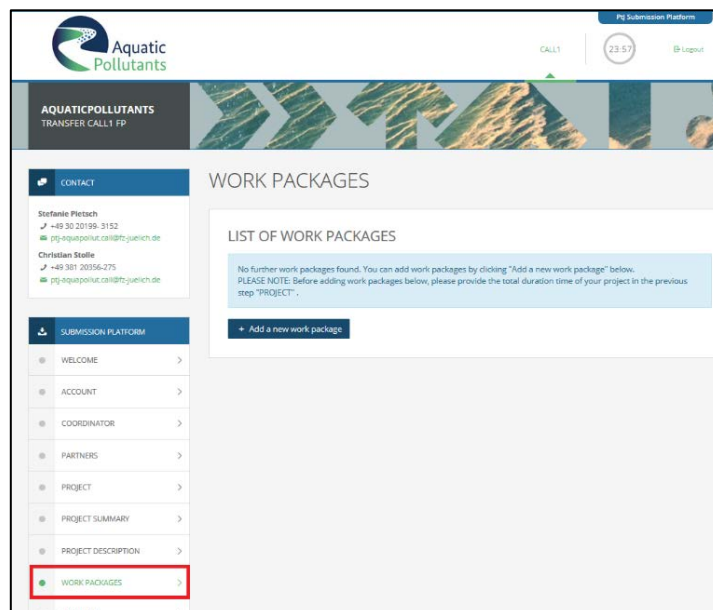 PtJ Submission Platform
Aquatic
Pollutants
CALL1
23:57
Logout
AQUATICPOLLUTANTS
TRANSFER CALL1 FP
CONTACT
Stefanie Pietsch
+49 30 20199- 3152
ptj-aquapollut.call@fz-juelich.de
Christian Stolle
+49 381 20356-275
ptj-aquapollut.call@fz-juelich.de
SUBMISSION PLATFORM
WELCOME
ACCOUNT
COORDINATOR
PARTNERS
PROJECT
PROJECT SUMMARY
PROJECT DESCRIPTION
WORK PACKAGES
WORK PACKAGES
LIST OF WORK PACKAGES
No further work packages found. You can add work packages by clicking "Add a new work package" below.
PLEASE NOTE: Before adding work packages below, please provide the total duration time of your project in the previous
step "PROJECT" .
+ Add a new work package